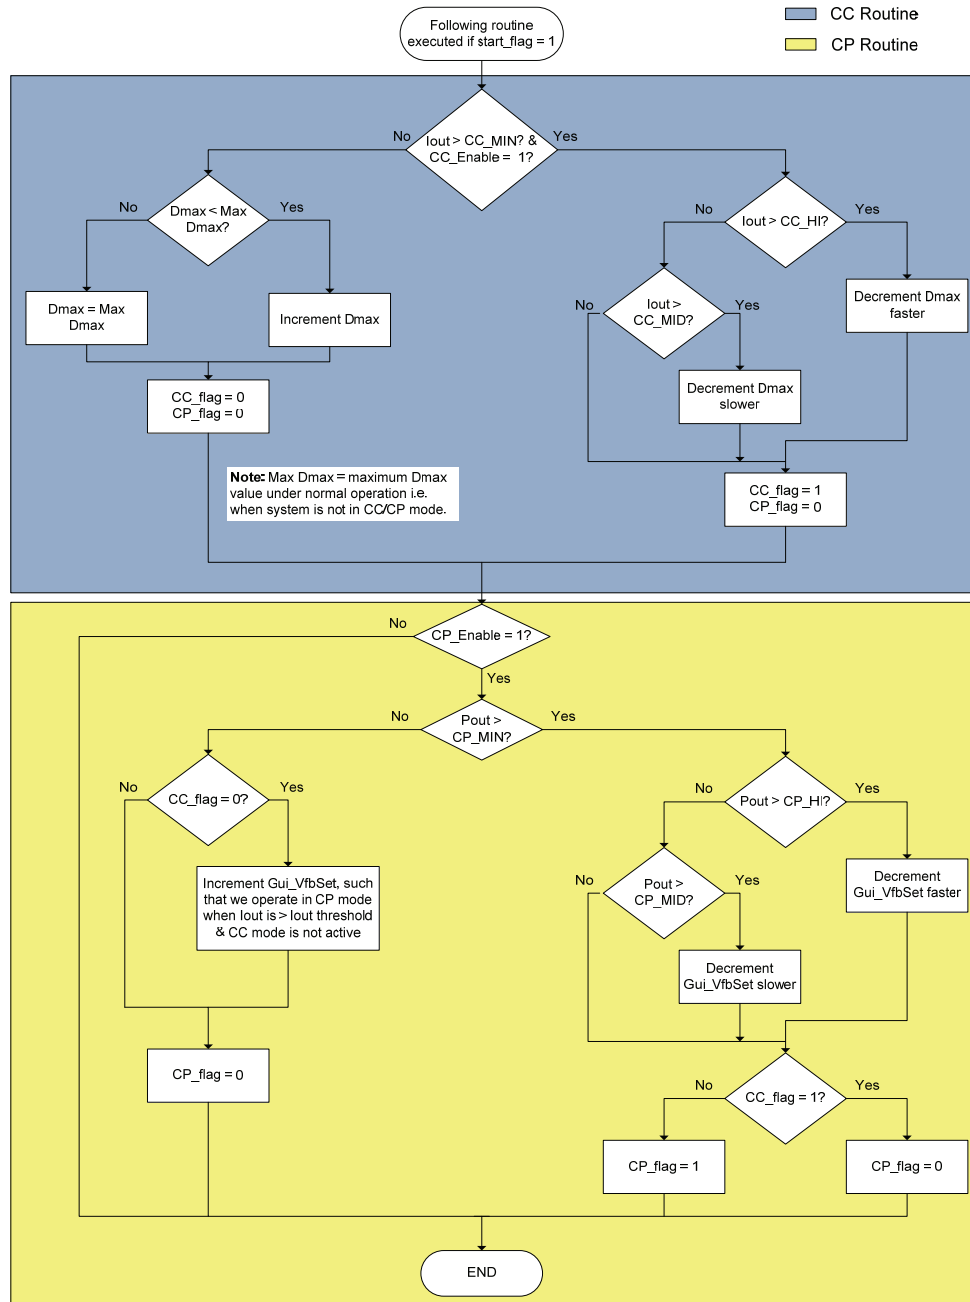 Following routine
executed if start_flag = 1
CC Routine
CP Routine
Iout > CC_MIN? &
CC_Enable = 1?
No
Yes
Dmax < Max
Dmax?
No
Yes
Iout > CC_HI?
No
Yes
Dmax = Max
Dmax
Increment Dmax
Iout >
CC_MID?
No
Yes
Decrement Dmax
faster
Decrement Dmax
slower
CC_flag = 0
CP_flag = 0
Note: Max Dmax = maximum Dmax
value under normal operation i.e.
when system is not in CC/CP mode.
CC_flag = 1
CP_flag = 0
No
CP_Enable = 1?
Yes
No
Pout >
CP_MIN?
Yes
No
CC_flag = 0?
Yes
No
Pout > CP_HI?
Yes
Increment Gui_VfbSet, such
that we operate in CP mode
when Iout is > Iout threshold
& CC mode is not active
No
Pout >
CP_MID?
Yes
Decrement
Gui_VfbSet faster
Decrement
Gui_VfbSet slower
CP_flag = 0
No
CC_flag = 1?
Yes
CP_flag = 1
CP_flag = 0
END